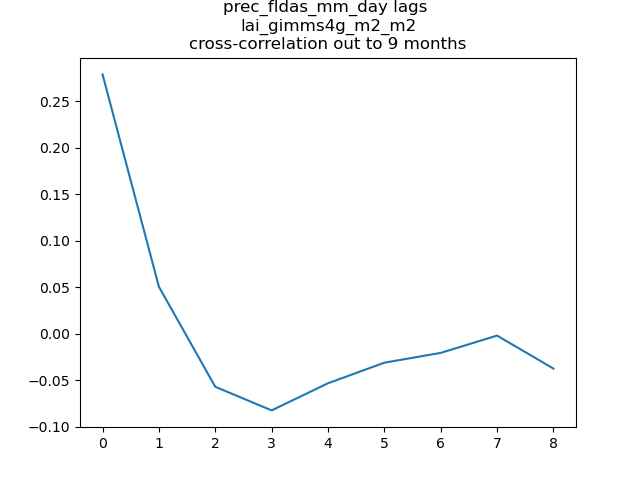 prec_fldas_mm_day lags
lai_gimms4g_m2_m2
cross-correlation out to 9 months
0.25
0.20
0.15
0.10
0.05
0.00
−0.05
−0.10
0 1 2 3 4 5 6 7 8